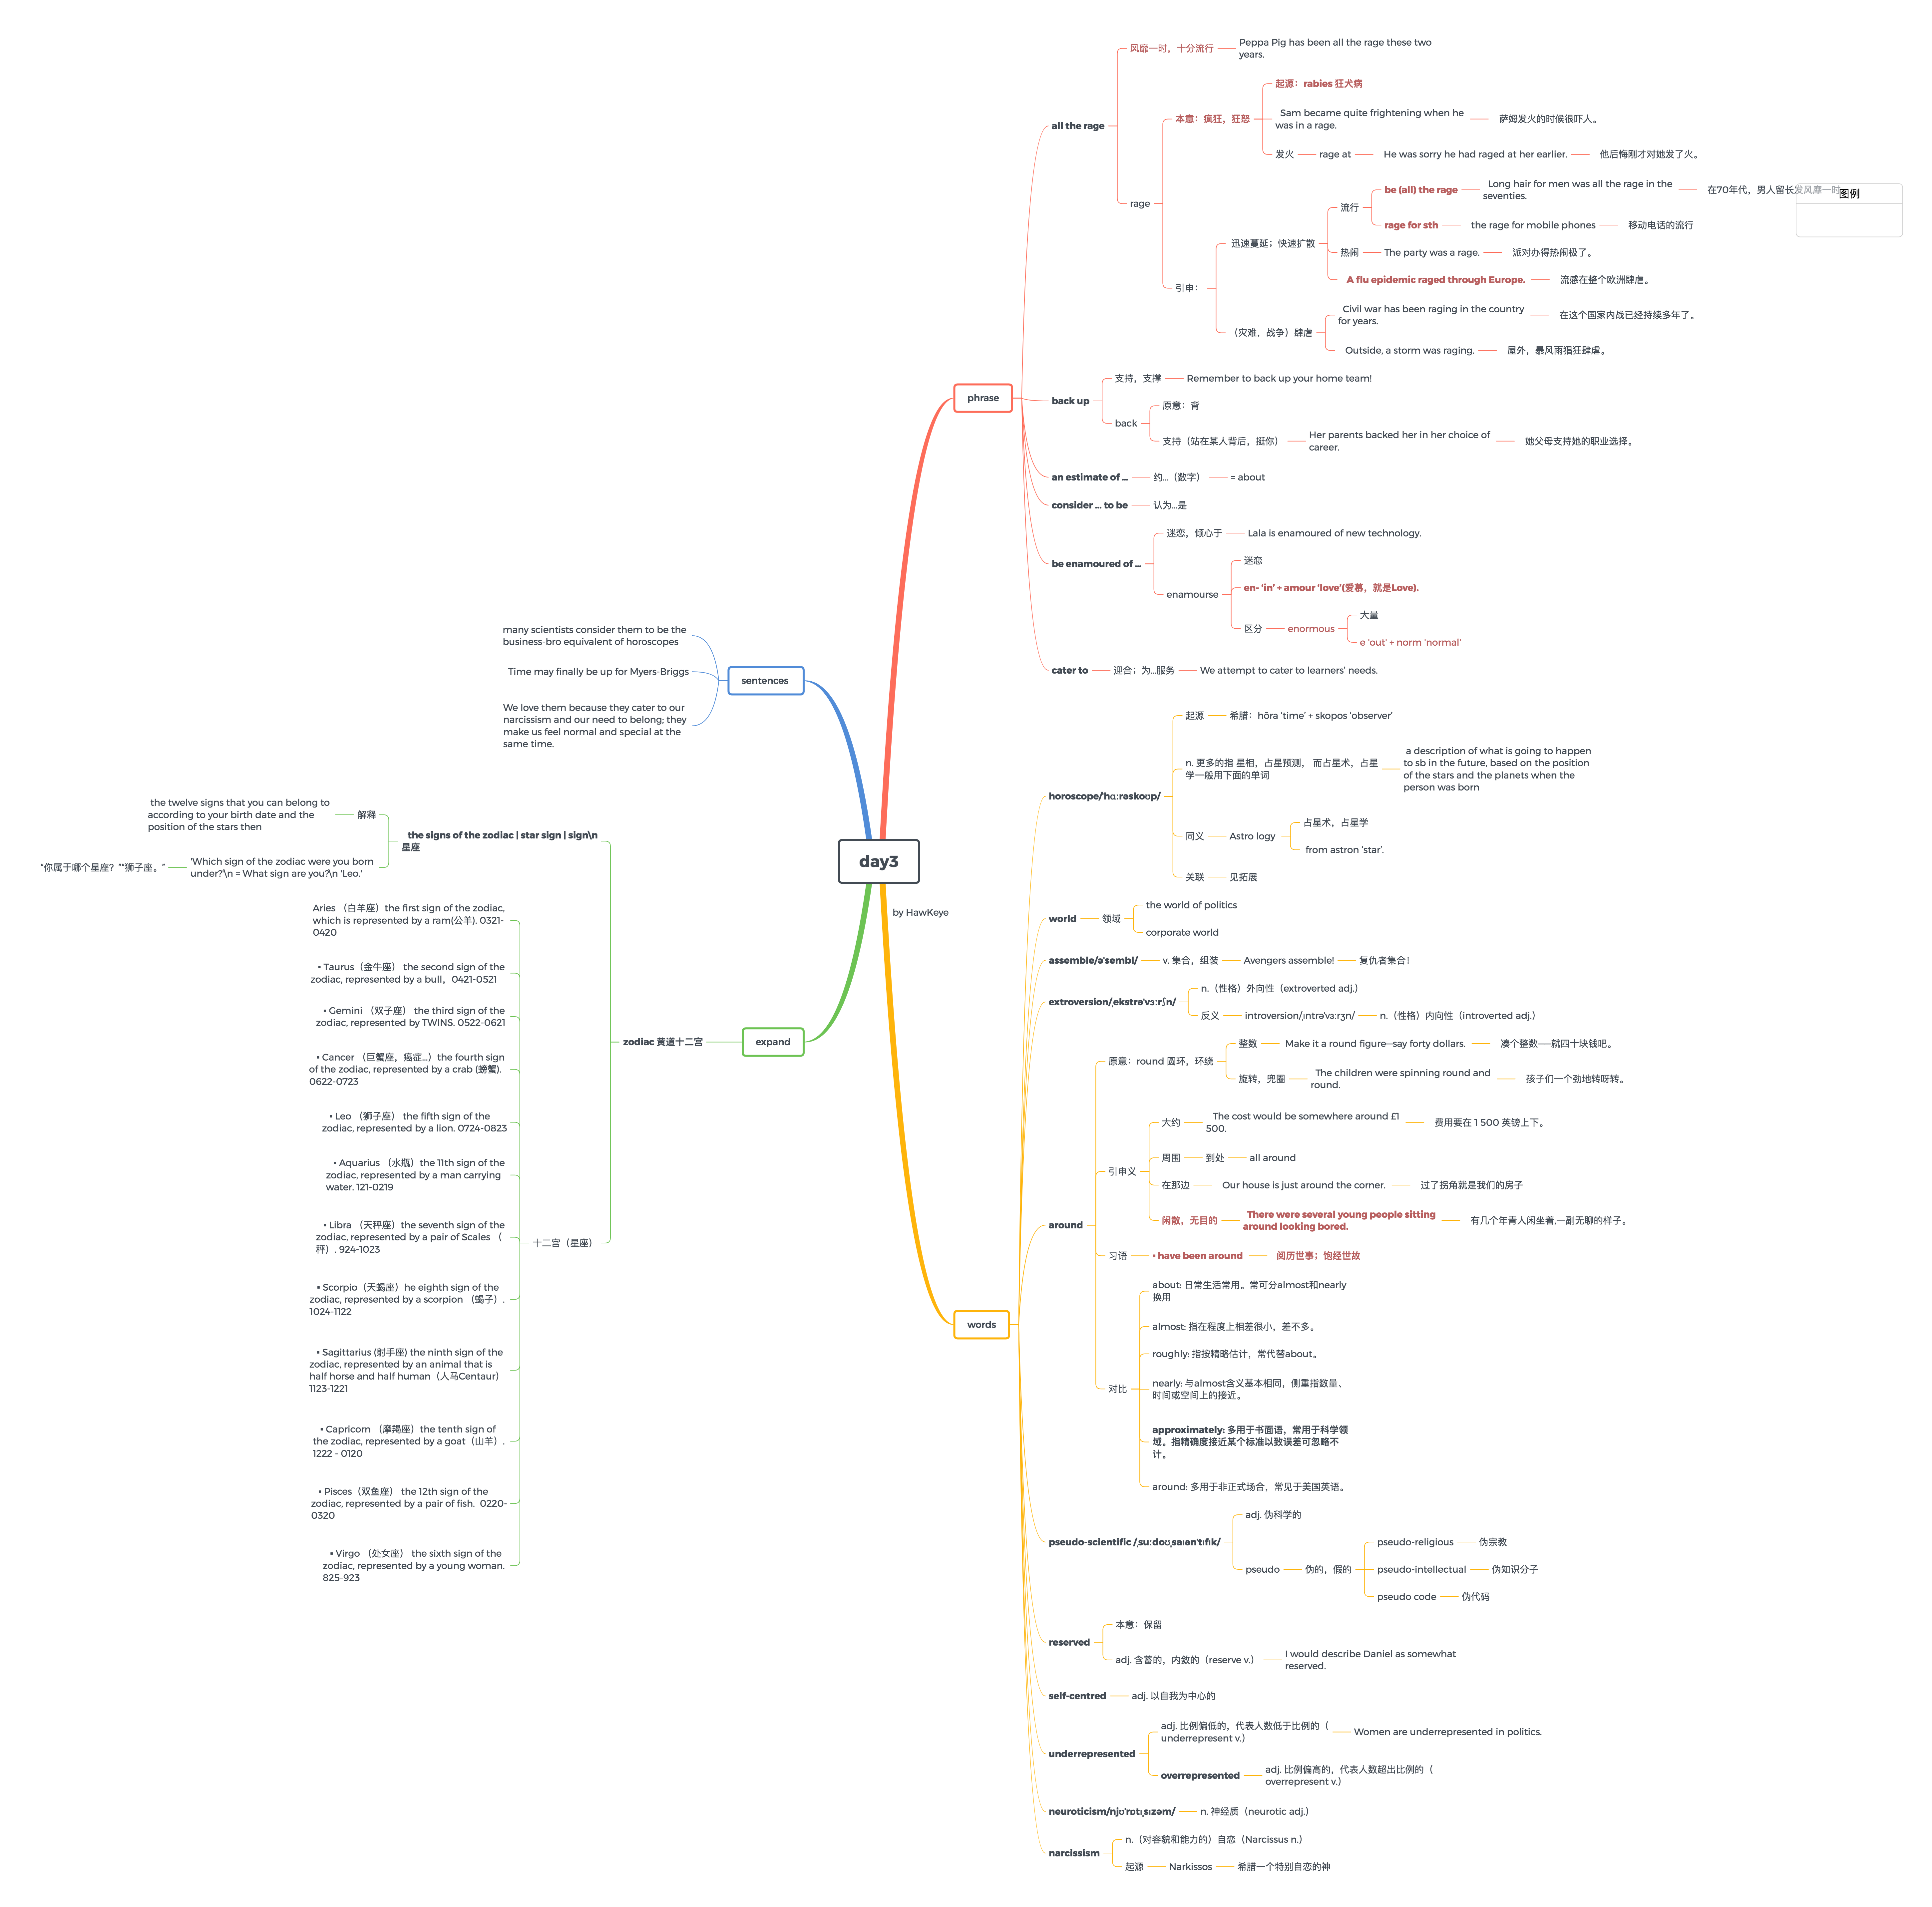 day3
by HawKeye
phrase
all the rage
风靡一时，十分流行
Peppa Pig has been all the rage these two
years.
rage
本意：疯狂，狂怒
起源：rabies 狂犬病
Sam became quite frightening when he
was in a rage.
萨姆发火的时候很吓人。
发火
rage at
He was sorry he had raged at her earlier.
他后悔刚才对她发了火。
引申：
迅速蔓延；快速扩散
流行
be (all) the rage
Long hair for men was all the rage in the
seventies.
在70年代，男人留长发风靡一时
图例
rage for sth
the rage for mobile phones
移动电话的流行
热闹
The party was a rage.
派对办得热闹极了。
A flu epidemic raged through Europe.
流感在整个欧洲肆虐。
（灾难，战争）肆虐
Civil war has been raging in the country
for years.
在这个国家内战已经持续多年了。
Outside, a storm was raging.
屋外，暴风雨猖狂肆虐。
back up
支持，支撑
Remember to back up your home team!
back
原意：背
支持（站在某人背后，挺你）
Her parents backed her in her choice of
career.
她父母支持她的职业选择。
an estimate of ...
约...（数字）
= about
consider ... to be
认为...是
be enamoured of ...
迷恋，倾心于
Lala is enamoured of new technology.
enamourse
迷恋
en- ‘in’ + amour ‘love’(爱慕，就是Love).
区分
enormous
大量
e 'out' + norm 'normal'
cater to
迎合；为...服务
We attempt to cater to learners’ needs.
sentences
many scientists consider them to be the
business-bro equivalent of horoscopes
Time may finally be up for Myers-Briggs
We love them because they cater to our
narcissism and our need to belong; they
make us feel normal and special at the
same time.
words
horoscope/ˈhɑːrəskoʊp/
起源
希腊：hōra ‘time’ + skopos ‘observer’
n. 更多的指 星相，占星预测， 而占星术，占星
学一般用下面的单词
a description of what is going to happen
to sb in the future, based on the position
of the stars and the planets when the
person was born
同义
Astro logy
占星术，占星学
from astron ‘star’.
关联
见拓展
world
领域
the world of politics
corporate world
assemble/əˈsembl/
v. 集合，组装
Avengers assemble!
复仇者集合！
extroversion/ˌekstrəˈvɜːrʃn/
n.（性格）外向性（extroverted adj.）
反义
introversion/ˌɪntrəˈvɜːrʒn/
n.（性格）内向性（introverted adj.）
around
原意：round 圆环，环绕
整数
Make it a round figure—say forty dollars.
凑个整数——就四十块钱吧。
旋转，兜圈
The children were spinning round and
round.
孩子们一个劲地转呀转。
引申义
大约
The cost would be somewhere around £1
500.
费用要在 1 500 英镑上下。
周围
到处
all around
在那边
Our house is just around the corner.
过了拐角就是我们的房子
闲散，无目的
There were several young people sitting
around looking bored.
有几个年青人闲坐着,一副无聊的样子。
习语
• have been around
阅历世事；饱经世故
对比
about: 日常生活常用。常可分almost和nearly
换用
almost: 指在程度上相差很小，差不多。
roughly: 指按精略估计，常代替about。
nearly: 与almost含义基本相同，侧重指数量、
时间或空间上的接近。
approximately: 多用于书面语，常用于科学领
域。指精确度接近某个标准以致误差可忽略不
计。
around: 多用于非正式场合，常见于美国英语。
pseudo-scientific /ˌsuːdoʊˌsaɪənˈtɪfɪk/
adj. 伪科学的
pseudo
伪的，假的
pseudo-religious
伪宗教
pseudo-intellectual
伪知识分子
pseudo code
伪代码
reserved
本意：保留
adj. 含蓄的，内敛的（reserve v.）
I would describe Daniel as somewhat
reserved.
self-centred
adj. 以自我为中心的
underrepresented
adj. 比例偏低的，代表人数低于比例的（
underrepresent v.）
Women are underrepresented in politics.
overrepresented
adj. 比例偏高的，代表人数超出比例的（
overrepresent v.）
neuroticism/njʊˈrɒtɪˌsɪzəm/
n. 神经质（neurotic adj.）
narcissism
n.（对容貌和能力的）自恋（Narcissus n.）
起源
Narkissos
希腊一个特别自恋的神
expand
zodiac 黄道十二宫
the signs of the zodiac | star sign | sign\n
星座
解释
the twelve signs that you can belong to
according to your birth date and the
position of the stars then
‘Which sign of the zodiac were you born
under?’\n = What sign are you?\n ‘Leo.’
“你属于哪个星座？”“狮子座。”
十二宫（星座）
Aries （白羊座）the first sign of the zodiac,
which is represented by a ram(公羊). 0321-
0420
• Taurus（金牛座） the second sign of the
zodiac, represented by a bull，0421-0521
• Gemini （双子座） the third sign of the
zodiac, represented by TWINS. 0522-0621
• Cancer （巨蟹座，癌症...）the fourth sign
of the zodiac, represented by a crab (螃蟹).
0622-0723
• Leo （狮子座） the fifth sign of the
zodiac, represented by a lion. 0724-0823
• Aquarius （水瓶）the 11th sign of the
zodiac, represented by a man carrying
water. 121-0219
• Libra （天秤座）the seventh sign of the
zodiac, represented by a pair of Scales （
秤）. 924-1023
• Scorpio（天蝎座）he eighth sign of the
zodiac, represented by a scorpion （蝎子）.
1024-1122
• Sagittarius (射手座) the ninth sign of the
zodiac, represented by an animal that is
half horse and half human（人马Centaur）
1123-1221
• Capricorn （摩羯座）the tenth sign of
the zodiac, represented by a goat（山羊）.
1222 - 0120
• Pisces（双鱼座） the 12th sign of the
zodiac, represented by a pair of fish. 0220-
0320
• Virgo （处女座） the sixth sign of the
zodiac, represented by a young woman.
825-923